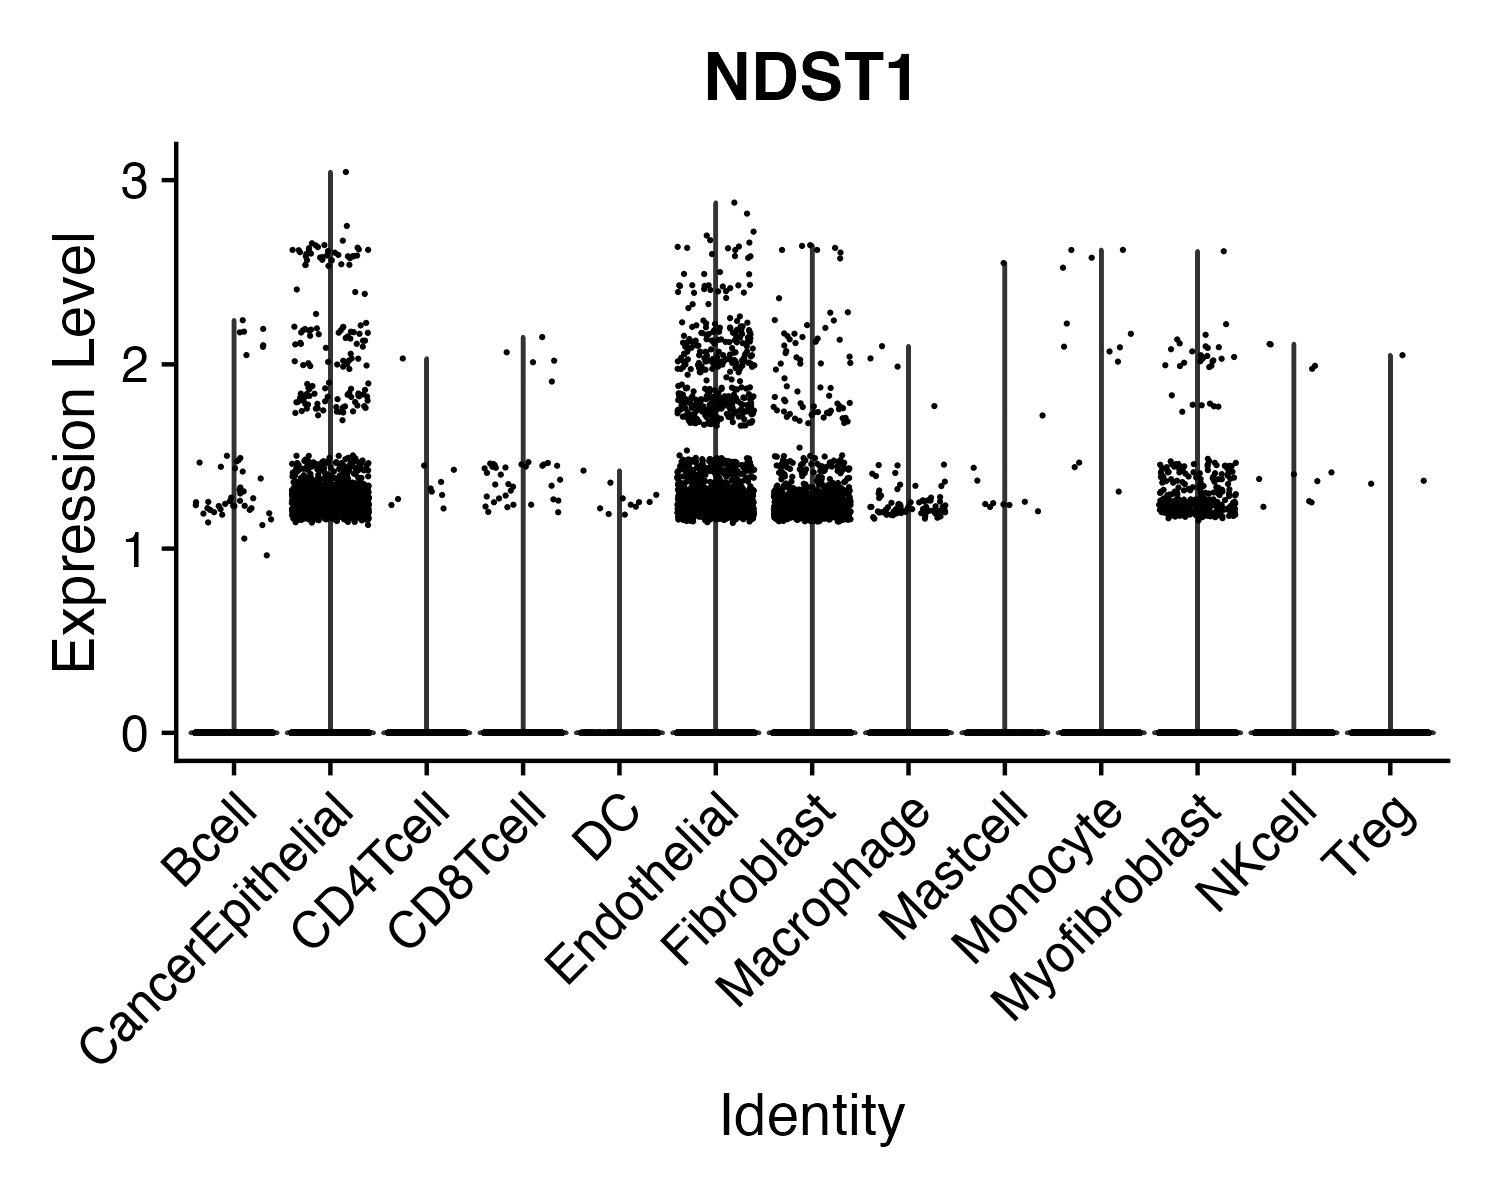 NDST1
Expression Level
3
2
1
0
Bcell
CancerEpithelial
CD4Tcell
CD8Tcell
DC
Endothelial
Fibroblast
Macrophage
Mastcell
Monocyte
Myofibroblast
NKcell
Treg
Identity